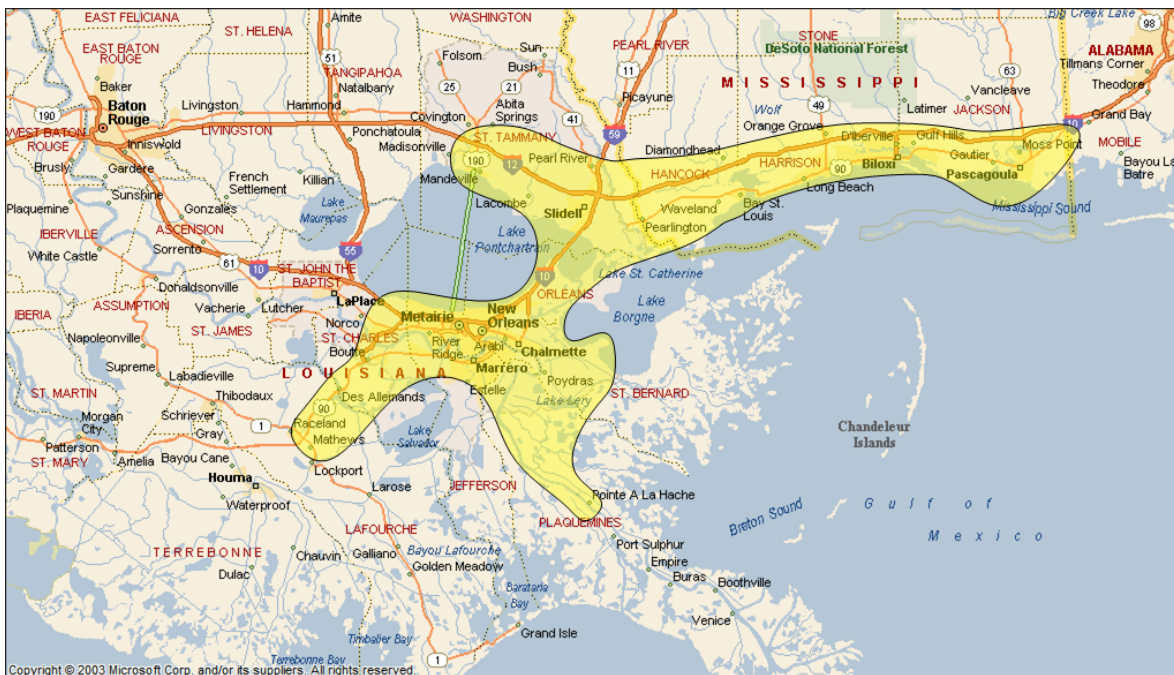 EAST FELICIANA
ST. HELENA
Amite
WASHINGTON
PEARL RIVER
STONE
Big Creek Lake
98
EAST BATON
ROUGE
Baker
51
TANGIPAHOA
Natalbany
Folsom
Sun
Bush
25
21
11
Picayune
DeSoto National Forest
MISSISSIPPI
ALABAMA
Tillmans Corner
Theodore
63
Vancleave
190
Baton
Rouge
Livingston
Hammond
Covington
Abita
Springs
41
59
Wolf
49
Latimer
JACKSON
10
Grand Bay
WEST BATON
ROUGE
LIVINGSTON
Inniswold
Ponchatoula
Madisonville
ST. TAMMANY
Orange Grove
D'Iberville
Gulf Hills
Moss Point
MOBILE
Brusly
Gardere
French
Settlement
Killian
190
12
Pearl River
Diamondhead
HARRISON
90
Biloxi
Gautier
Pascagoula
Bayou La
Batre
Plaquemine
Sunshine
Gonzales
Lake
Maurepas
Mandeville
Lacombe
Slidell
HANCOCK
Waveland
Bay St.
Louis
Long Beach
Mississippi Sound
IBERVILLE
ASCENSION
White Castle
Sorrento
55
Lake
Pontchartrain
Pearlington
61
10
ST. JOHN THE
BAPTIST
10
Lake St. Catherine
Donaldsonville
ASSUMPTION
Vacherie
Lutcher
LaPlace
ORLEANS
Lake
Borgne
IBERIA
ST. JAMES
Norco
Metairie
New
Orleans
Napoleonville
ST. CHARLES
Boutte
River
Ridge
Arabi
Chalmette
Supreme
Labadieville
LOUISIANA
Marrero
Poydras
ST. MARTIN
Thibodaux
Des Allemands
Estelle
Lake Lery
ST. BERNARD
Morgan
City
Schriever
1
90
Raceland
Chandeleur
Islands
Patterson
Gray
Mathews
Lake
Salvador
ST. MARY
Amelia
Bayou Cane
Lockport
Houma
Larose
JEFFERSON
Pointe A La Hache
Waterproof
PLAQUEMINES
Breton Sound
Gulf of
Mexico
LAFOURCHE
TERREBONNE
Chauvin
Galliano
Bayou Lafourche
Port Sulphur
Dulac
Golden Meadow
Empire
Buras
Boothville
Barataria
Bay
Venice
Timbalier Bay
Grand Isle
Terrebonne Bay
1
Copyright © 2003 Microsoft Corp. and/or its suppliers. All rights reserved.